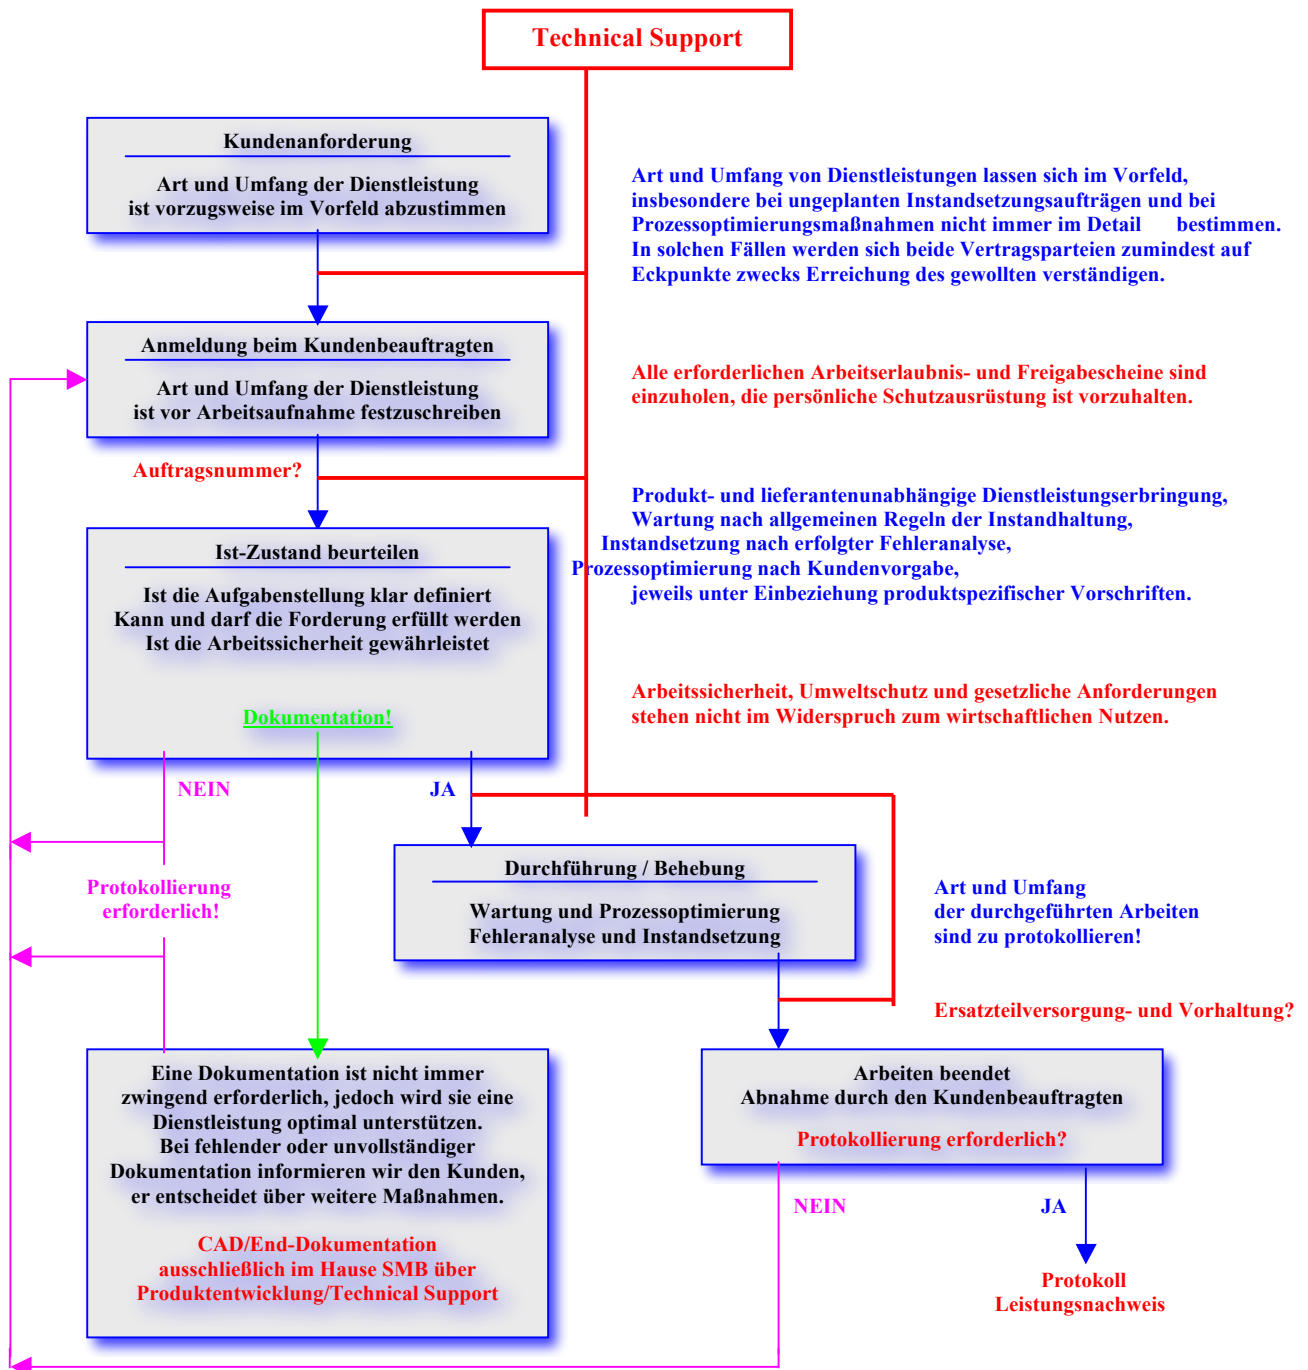 Technical Support
Kundenanforderung
Art und Umfang der Dienstleistung
ist vorzugsweise im Vorfeld abzustimmen
Art und Umfang von Dienstleistungen lassen sich im Vorfeld,
insbesondere bei ungeplanten Instandsetzungsaufträgen und bei
Prozessoptimierungsmaßnahmen nicht immer im Detail bestimmen.
In solchen Fällen werden sich beide Vertragsparteien zumindest auf
Eckpunkte zwecks Erreichung des gewollten verständigen.
Anmeldung beim Kundenbeauftragten
Art und Umfang der Dienstleistung
ist vor Arbeitsaufnahme festzuschreiben
Alle erforderlichen Arbeitserlaubnis- und Freigabescheine sind
einzuholen, die persönliche Schutzausrüstung ist vorzuhalten.
Auftragsnummer?
Produkt- und lieferantenunabhängige Dienstleistungserbringung,
Wartung nach allgemeinen Regeln der Instandhaltung,
Instandsetzung nach erfolgter Fehleranalyse,
Prozessoptimierung nach Kundenvorgabe,
jeweils unter Einbeziehung produktspezifischer Vorschriften.
Ist-Zustand beurteilen
Ist die Aufgabenstellung klar definiert
Kann und darf die Forderung erfüllt werden
Ist die Arbeitssicherheit gewährleistet
Dokumentation!
Arbeitssicherheit, Umweltschutz und gesetzliche Anforderungen
stehen nicht im Widerspruch zum wirtschaftlichen Nutzen.
NEIN
JA
Protokollierung
erforderlich!
Durchführung / Behebung
Wartung und Prozessoptimierung
Fehleranalyse und Instandsetzung
Art und Umfang
der durchgeführten Arbeiten
sind zu protokollieren!
Ersatzteilversorgung- und Vorhaltung?
Eine Dokumentation ist nicht immer
zwingend erforderlich, jedoch wird sie eine
Dienstleistung optimal unterstützen.
Bei fehlender oder unvollständiger
Dokumentation informieren wir den Kunden,
er entscheidet über weitere Maßnahmen.
CAD/End-Dokumentation
ausschließlich im Hause SMB über
Produktentwicklung/Technical Support
Arbeiten beendet
Abnahme durch den Kundenbeauftragten
Protokollierung erforderlich?
NEIN
JA
Protokoll
Leistungsnachweis